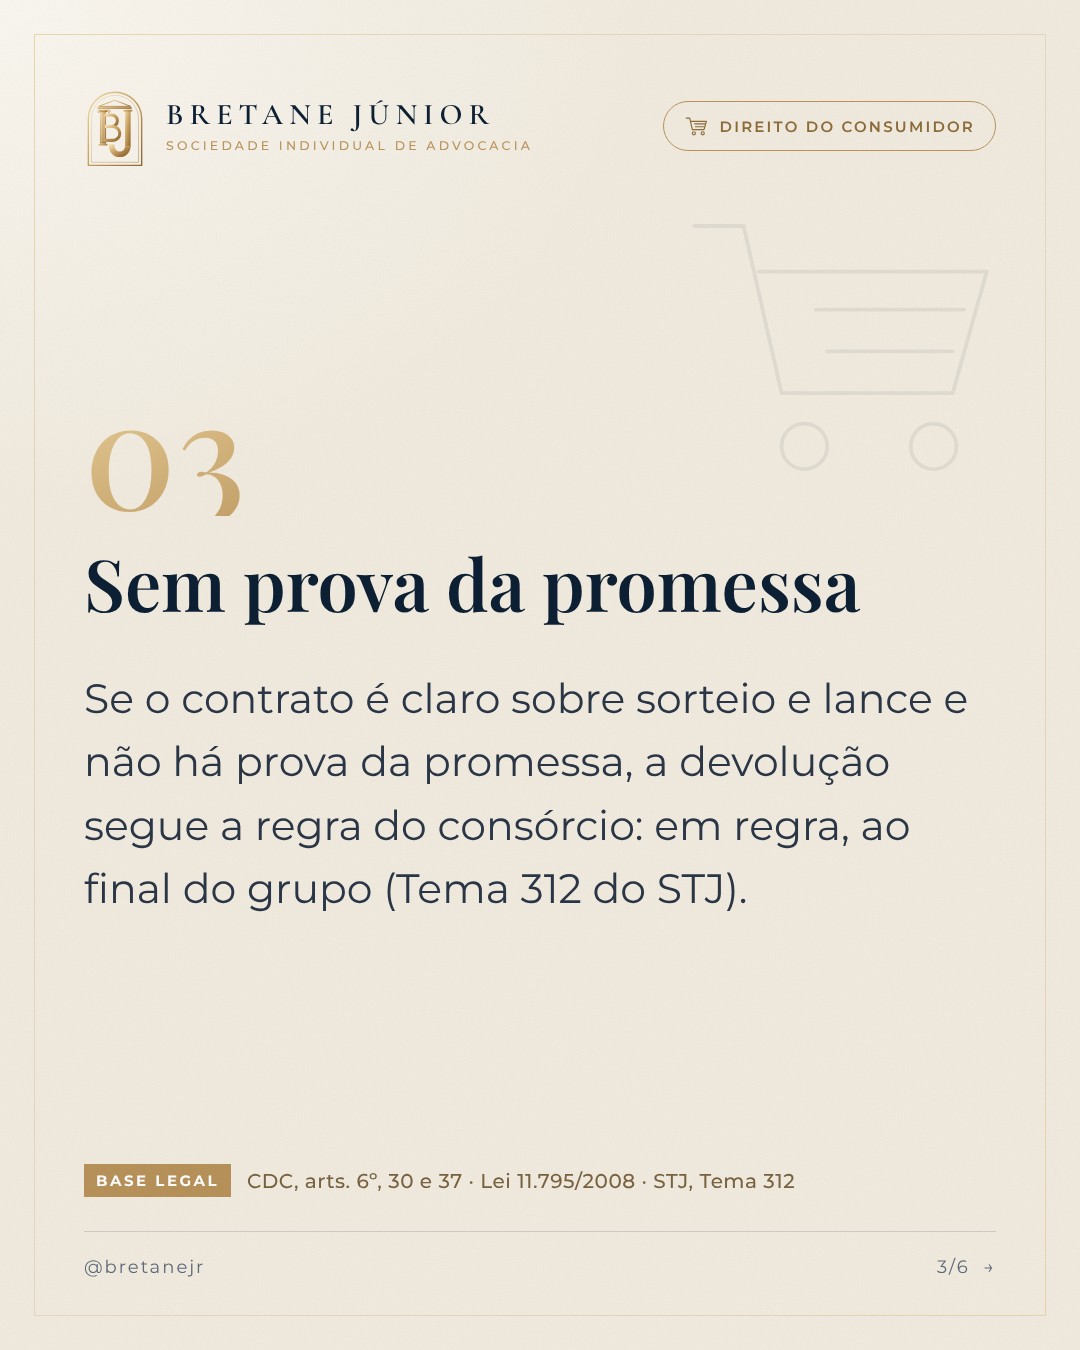 BRETANE JÚNIOR
SOCIEDADE INDIVIDUAL DE ADVOCACIA
DIREITO DO CONSUMIDOR
03
Sem prova da promessa
Se o contrato é claro sobre sorteio e lance e
não há prova da promessa, a devolução
segue a regra do consórcio: em regra, ao
final do grupo (Tema 312 do STJ).
BASE LEGAL CDC, arts. 6º, 30 e 37 · Lei 11.795/2008 · STJ, Tema 312
@bretanejr
3/6 →